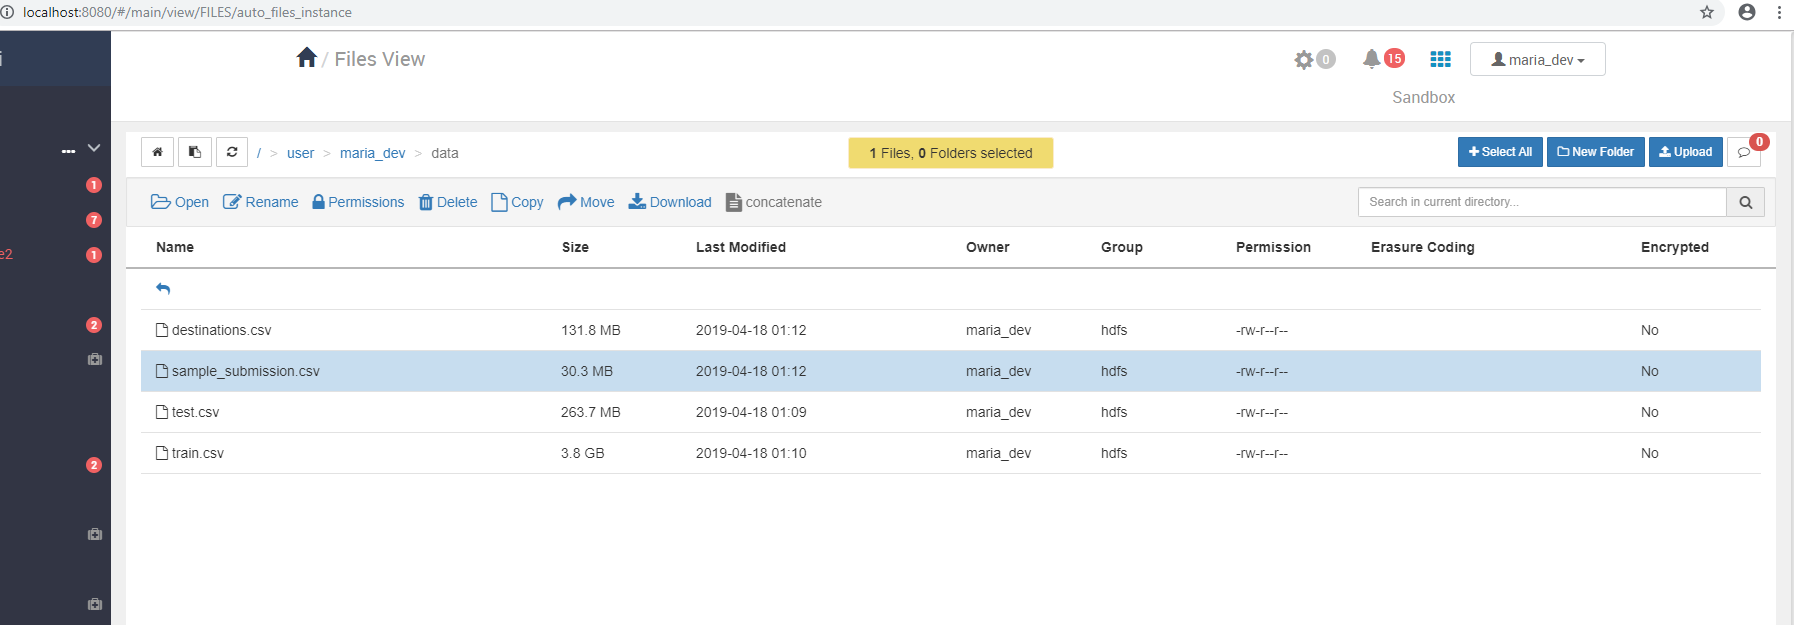 localhost:8080/#/main/view/FILES/auto_files_instance
i
/ Files View
0
15
maria_dev
Sandbox
/ > user > maria_dev > data
1 Files, 0 Folders selected
Select All
New Folder
Upload
0
1
7
e2
1
2
2
Open
Rename
Permissions
Delete
Copy
Move
Download
concatenate
Search in current directory...
Name Size Last Modified Owner Group Permission Erasure Coding Encrypted
destinations.csv 131.8 MB 2019-04-18 01:12 maria_dev hdfs -rw-r--r-- No
sample_submission.csv 30.3 MB 2019-04-18 01:12 maria_dev hdfs -rw-r--r-- No
test.csv 263.7 MB 2019-04-18 01:09 maria_dev hdfs -rw-r--r-- No
train.csv 3.8 GB 2019-04-18 01:10 maria_dev hdfs -rw-r--r-- No